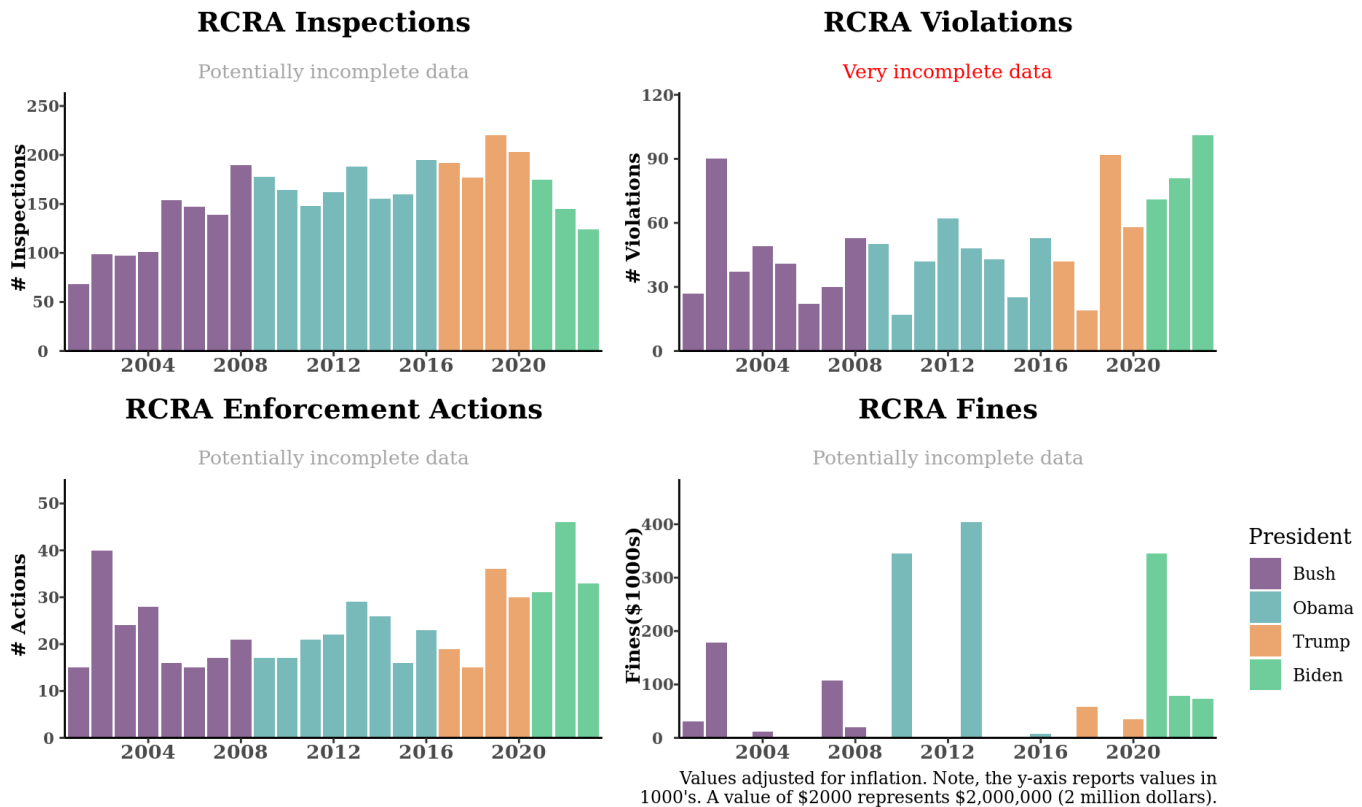 RCRA Inspections
Potentially incomplete data
# Inspections
250
200
150
100
50
0
2004 2008 2012 2016 2020
RCRA Violations
Very incomplete data
# Violations
120
90
60
30
0
2004 2008 2012 2016 2020
RCRA Enforcement Actions
Potentially incomplete data
# Actions
50
40
30
20
10
0
2004 2008 2012 2016 2020
RCRA Fines
Potentially incomplete data
Fines($1000s)
400
300
200
100
0
2004 2008 2012 2016 2020
President
Bush
Obama
Trump
Biden
Values adjusted for inflation. Note, the y-axis reports values in
1000's. A value of $2000 represents $2,000,000 (2 million dollars).